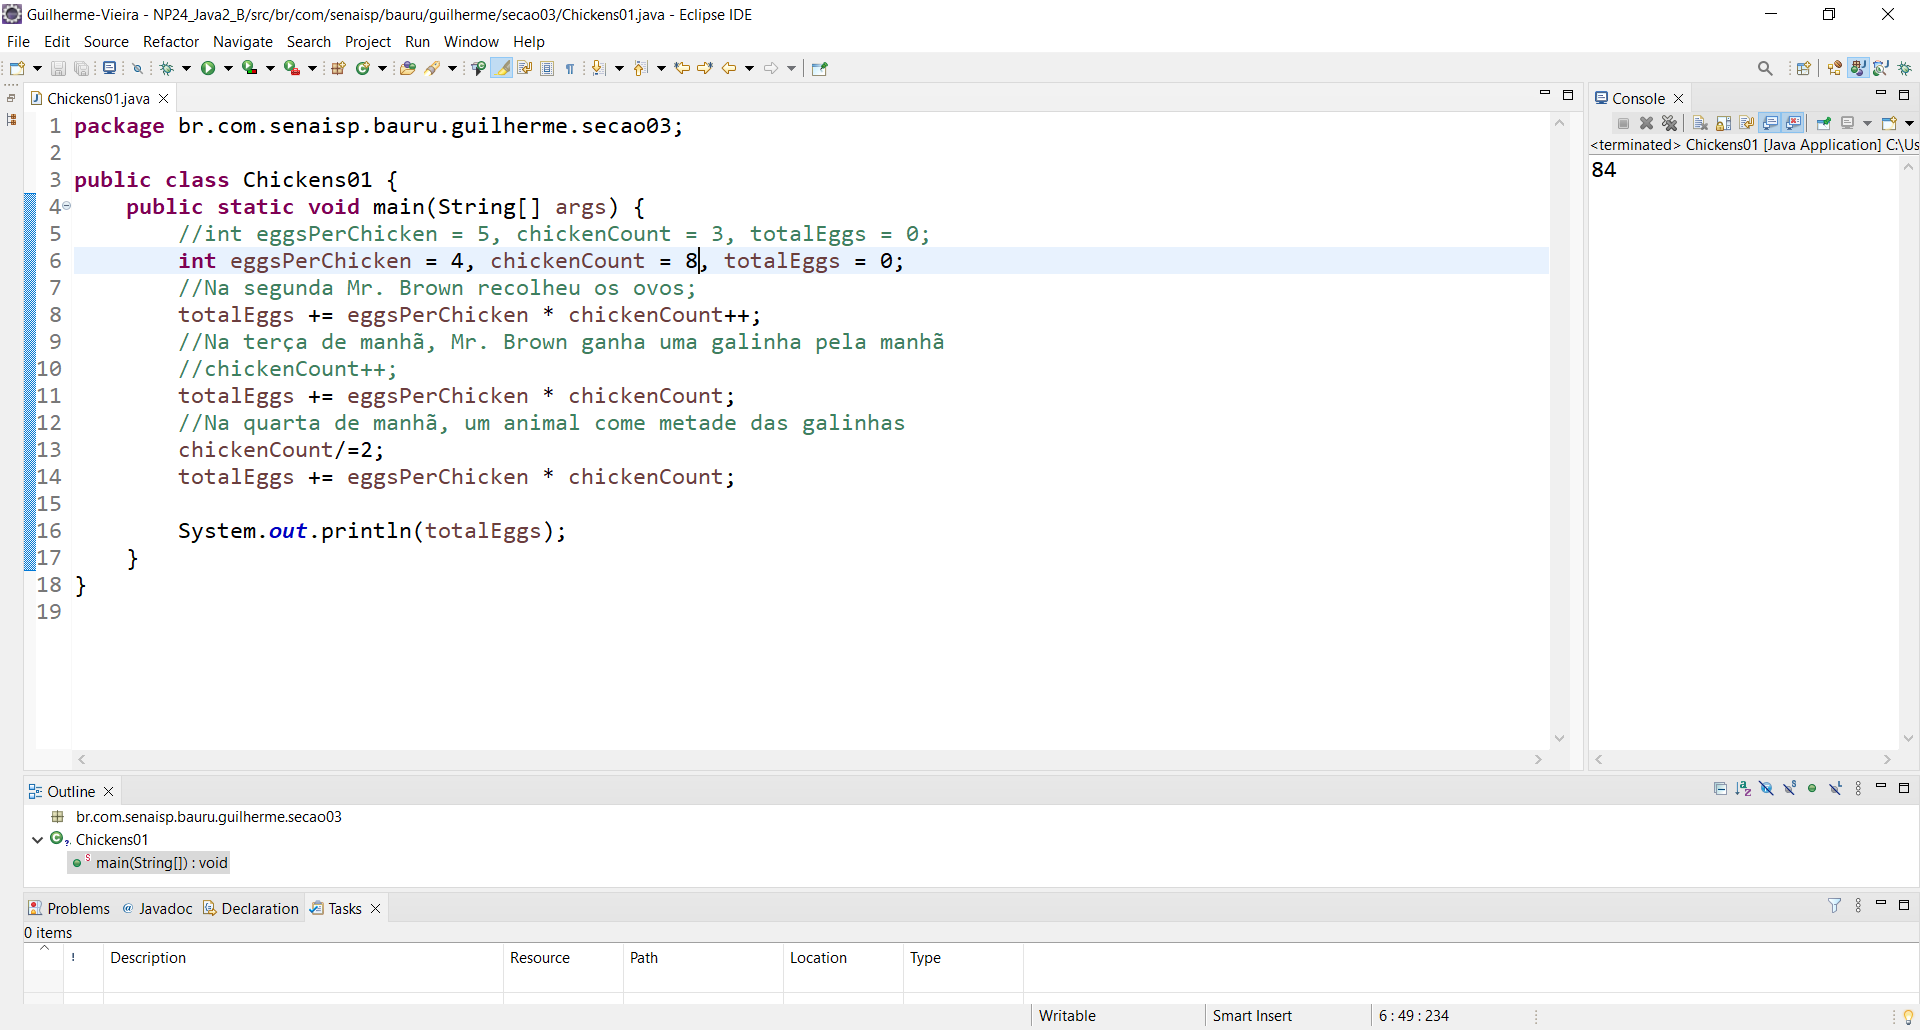 Guilherme-Vieira - NP24_Java2_B/src/br/com/senaisp/bauru/guilherme/secao03/Chickens01.java - Eclipse IDE
File Edit Source Refactor Navigate Search Project Run Window Help
Chickens01.java
1 package br.com.senaisp.bauru.guilherme.secao03;
2
3 public class Chickens01 {
4 public static void main(String[] args) {
5 //int eggsPerChicken = 5, chickenCount = 3, totalEggs = 0;
6 int eggsPerChicken = 4, chickenCount = 8, totalEggs = 0;
7 //Na segunda Mr. Brown recolheu os ovos;
8 totalEggs += eggsPerChicken * chickenCount++;
9 //Na terça de manhã, Mr. Brown ganha uma galinha pela manhã
10 //chickenCount++;
11 totalEggs += eggsPerChicken * chickenCount;
12 //Na quarta de manhã, um animal come metade das galinhas
13 chickenCount/=2;
14 totalEggs += eggsPerChicken * chickenCount;
15
16 System.out.println(totalEggs);
17 }
18 }
19
Console
<terminated> Chickens01 [Java Application] C:\Us
84
Outline
br.com.senaisp.bauru.guilherme.secao03
Chickens01
main(String[]) : void
Problems @ Javadoc Declaration Tasks
0 items
! Description Resource Path Location Type
Writable Smart Insert 6 : 49 : 234